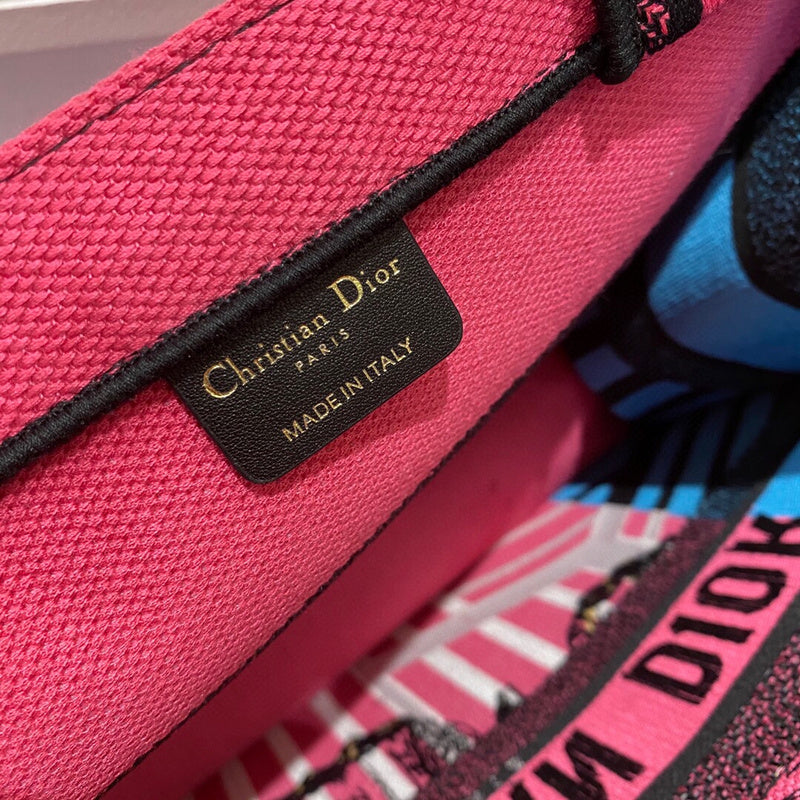 Christian Dior
PARIS
MADE IN ITALY
DIOR